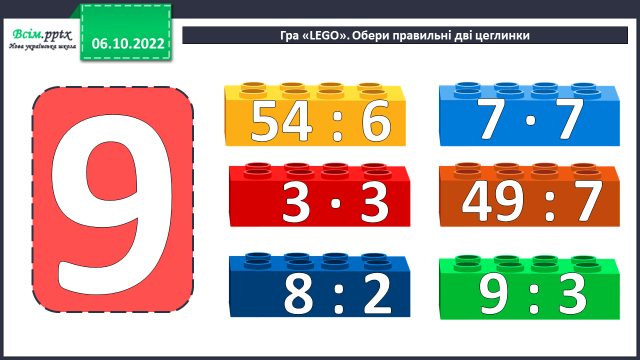 Всім.pptx
Нова українська школа
06.10.2022
Гра «LEGO». Обери правильні дві цеглинки
9
54 : 6
7 · 7
3 · 3
49 : 7
8 : 2
9 : 3